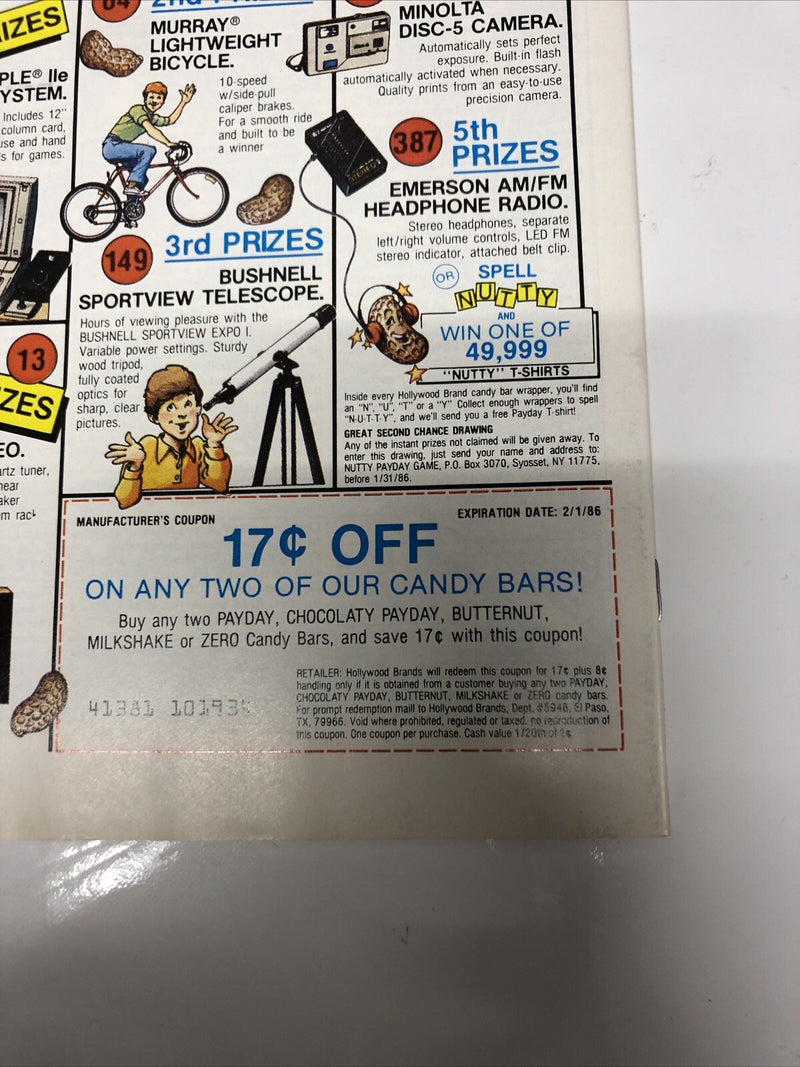 IZES
PLE® IIe
YSTEM.
Includes 12"
column card,
use and hand
s for games.
13
ZES
EO.
artz tuner,
near
aker
m rack
64
2nd PRIZES
MURRAY®
LIGHTWEIGHT
BICYCLE.
10-speed
w/side-pull
caliper brakes.
For a smooth ride
and built to be
a winner
149
3rd PRIZES
BUSHNELL
SPORTVIEW TELESCOPE.
Hours of viewing pleasure with the
BUSHNELL SPORTVIEW EXPO I.
Variable power settings. Sturdy
wood tripod,
fully coated
optics for
sharp, clear
pictures.
MINOLTA
DISC-5 CAMERA.
Automatically sets perfect
exposure. Built-in flash
automatically activated when necessary.
Quality prints from an easy-to-use
precision camera.
STEREO
387
5th
PRIZES
EMERSON AM/FM
HEADPHONE RADIO.
Stereo headphones, separate
left/right volume controls, LED FM
stereo indicator, attached belt clip.
OR
SPELL
NUTTY
AND
WIN ONE OF
49,999
"NUTTY" T-SHIRTS
Inside every Hollywood Brand candy bar wrapper, you'll find
an "N", "U", "T" or a "Y" Collect enough wrappers to spell
"N-U-T-T-Y", and we'll send you a free Payday T-shirt!
GREAT SECOND CHANCE DRAWING
Any of the instant prizes not claimed will be given away. To
enter this drawing, just send your name and address to:
NUTTY PAYDAY GAME, P.O. Box 3070, Syosset, NY 11775,
before 1/31/86.
MANUFACTURER'S COUPON
EXPIRATION DATE: 2/1/86
17¢ OFF
ON ANY TWO OF OUR CANDY BARS!
Buy any two PAYDAY, CHOCOLATY PAYDAY, BUTTERNUT,
MILKSHAKE or ZERO Candy Bars, and save 17¢ with this coupon!
RETAILER: Hollywood Brands will redeem this coupon for 17¢ plus 8¢
handling only if it is obtained from a customer buying any two PAYDAY,
CHOCOLATY PAYDAY, BUTTERNUT, MILKSHAKE or ZERO candy bars.
For prompt redemption maill to Hollywood Brands, Dept. #5948, El Paso,
TX, 79966. Void where prohibited, regulated or taxed. no reproduction of
this coupon. One coupon per purchase. Cash value 1/20th of 1¢
41381